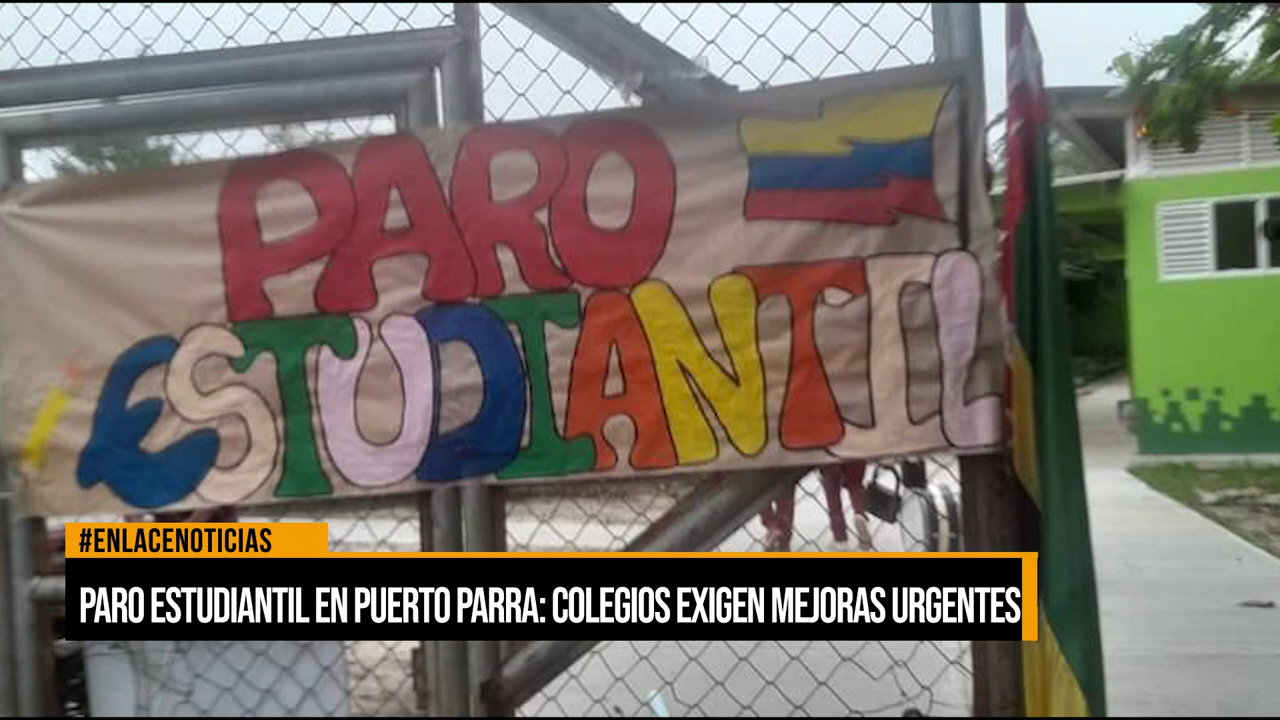 PARO
ESTUDIANTIL
#ENLACENOTICIAS
PARO ESTUDIANTIL EN PUERTO PARRA: COLEGIOS EXIGEN MEJORAS URGENTES